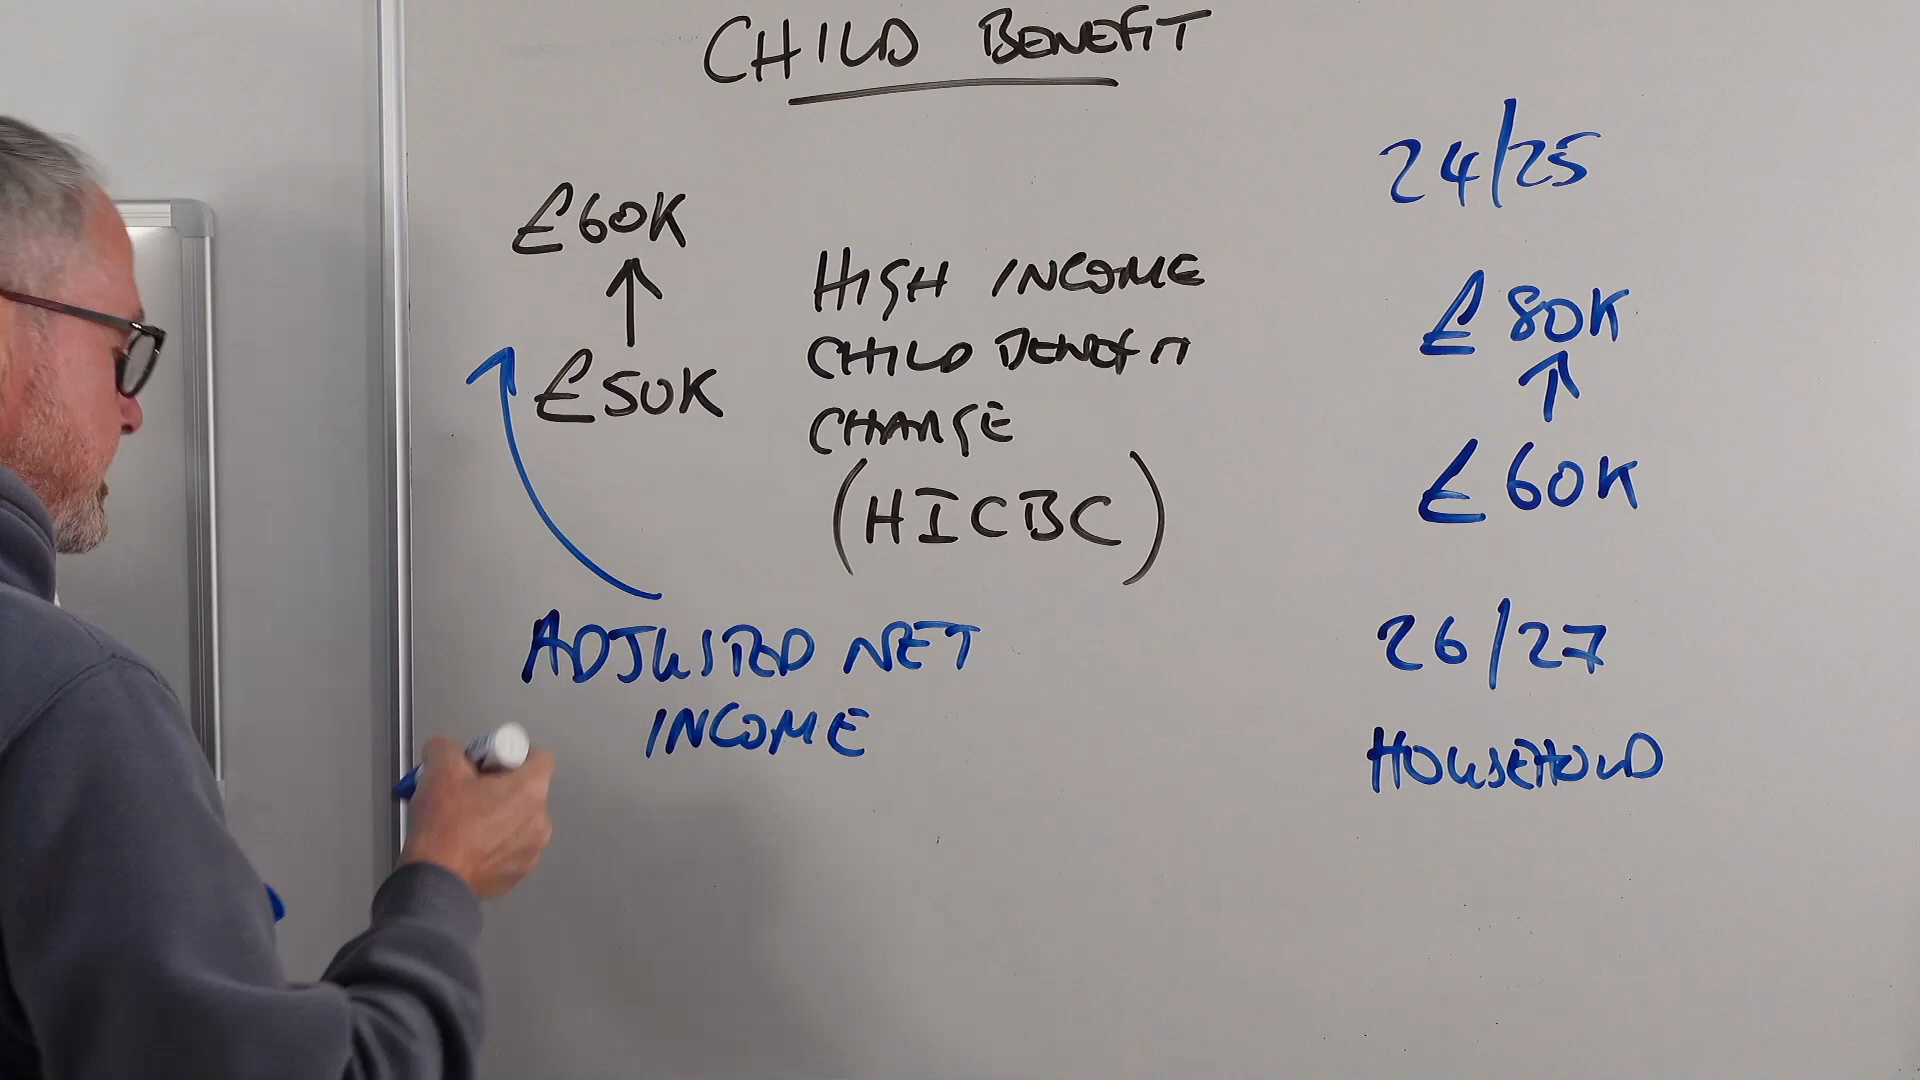 CHILD BENEFIT
£60K
↑
£50K
HIGH INCOME
CHILD BENEFIT
CHARGE
(HICBC)
ADJUSTED NET
INCOME
24/25
£80K
↑
£60K
26/27
HOUSEHOLD